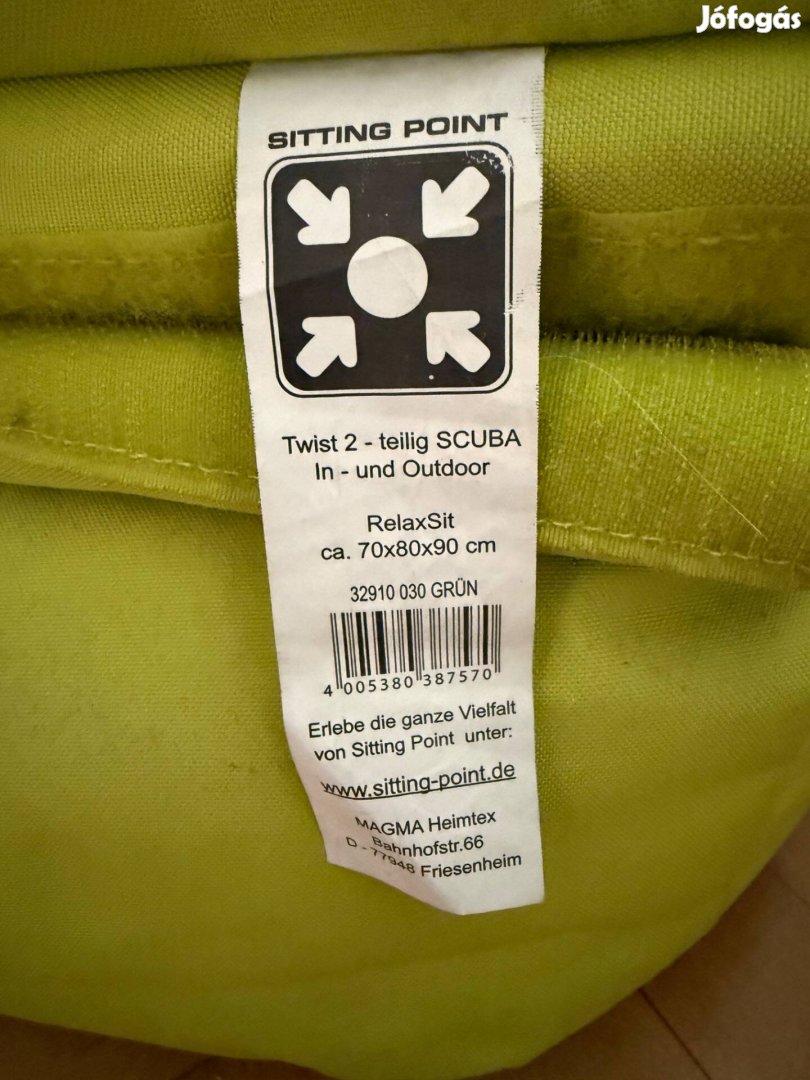 Jófogás
SITTING POINT
Twist 2 - teilig SCUBA
In - und Outdoor
RelaxSit
ca. 70x80x90 cm
32910 030 GRÜN
4 005380 387570
Erlebe die ganze Vielfalt
von Sitting Point unter:
www.sitting-point.de
MAGMA Heimtex
Bahnhofstr.66
D - 77948 Friesenheim